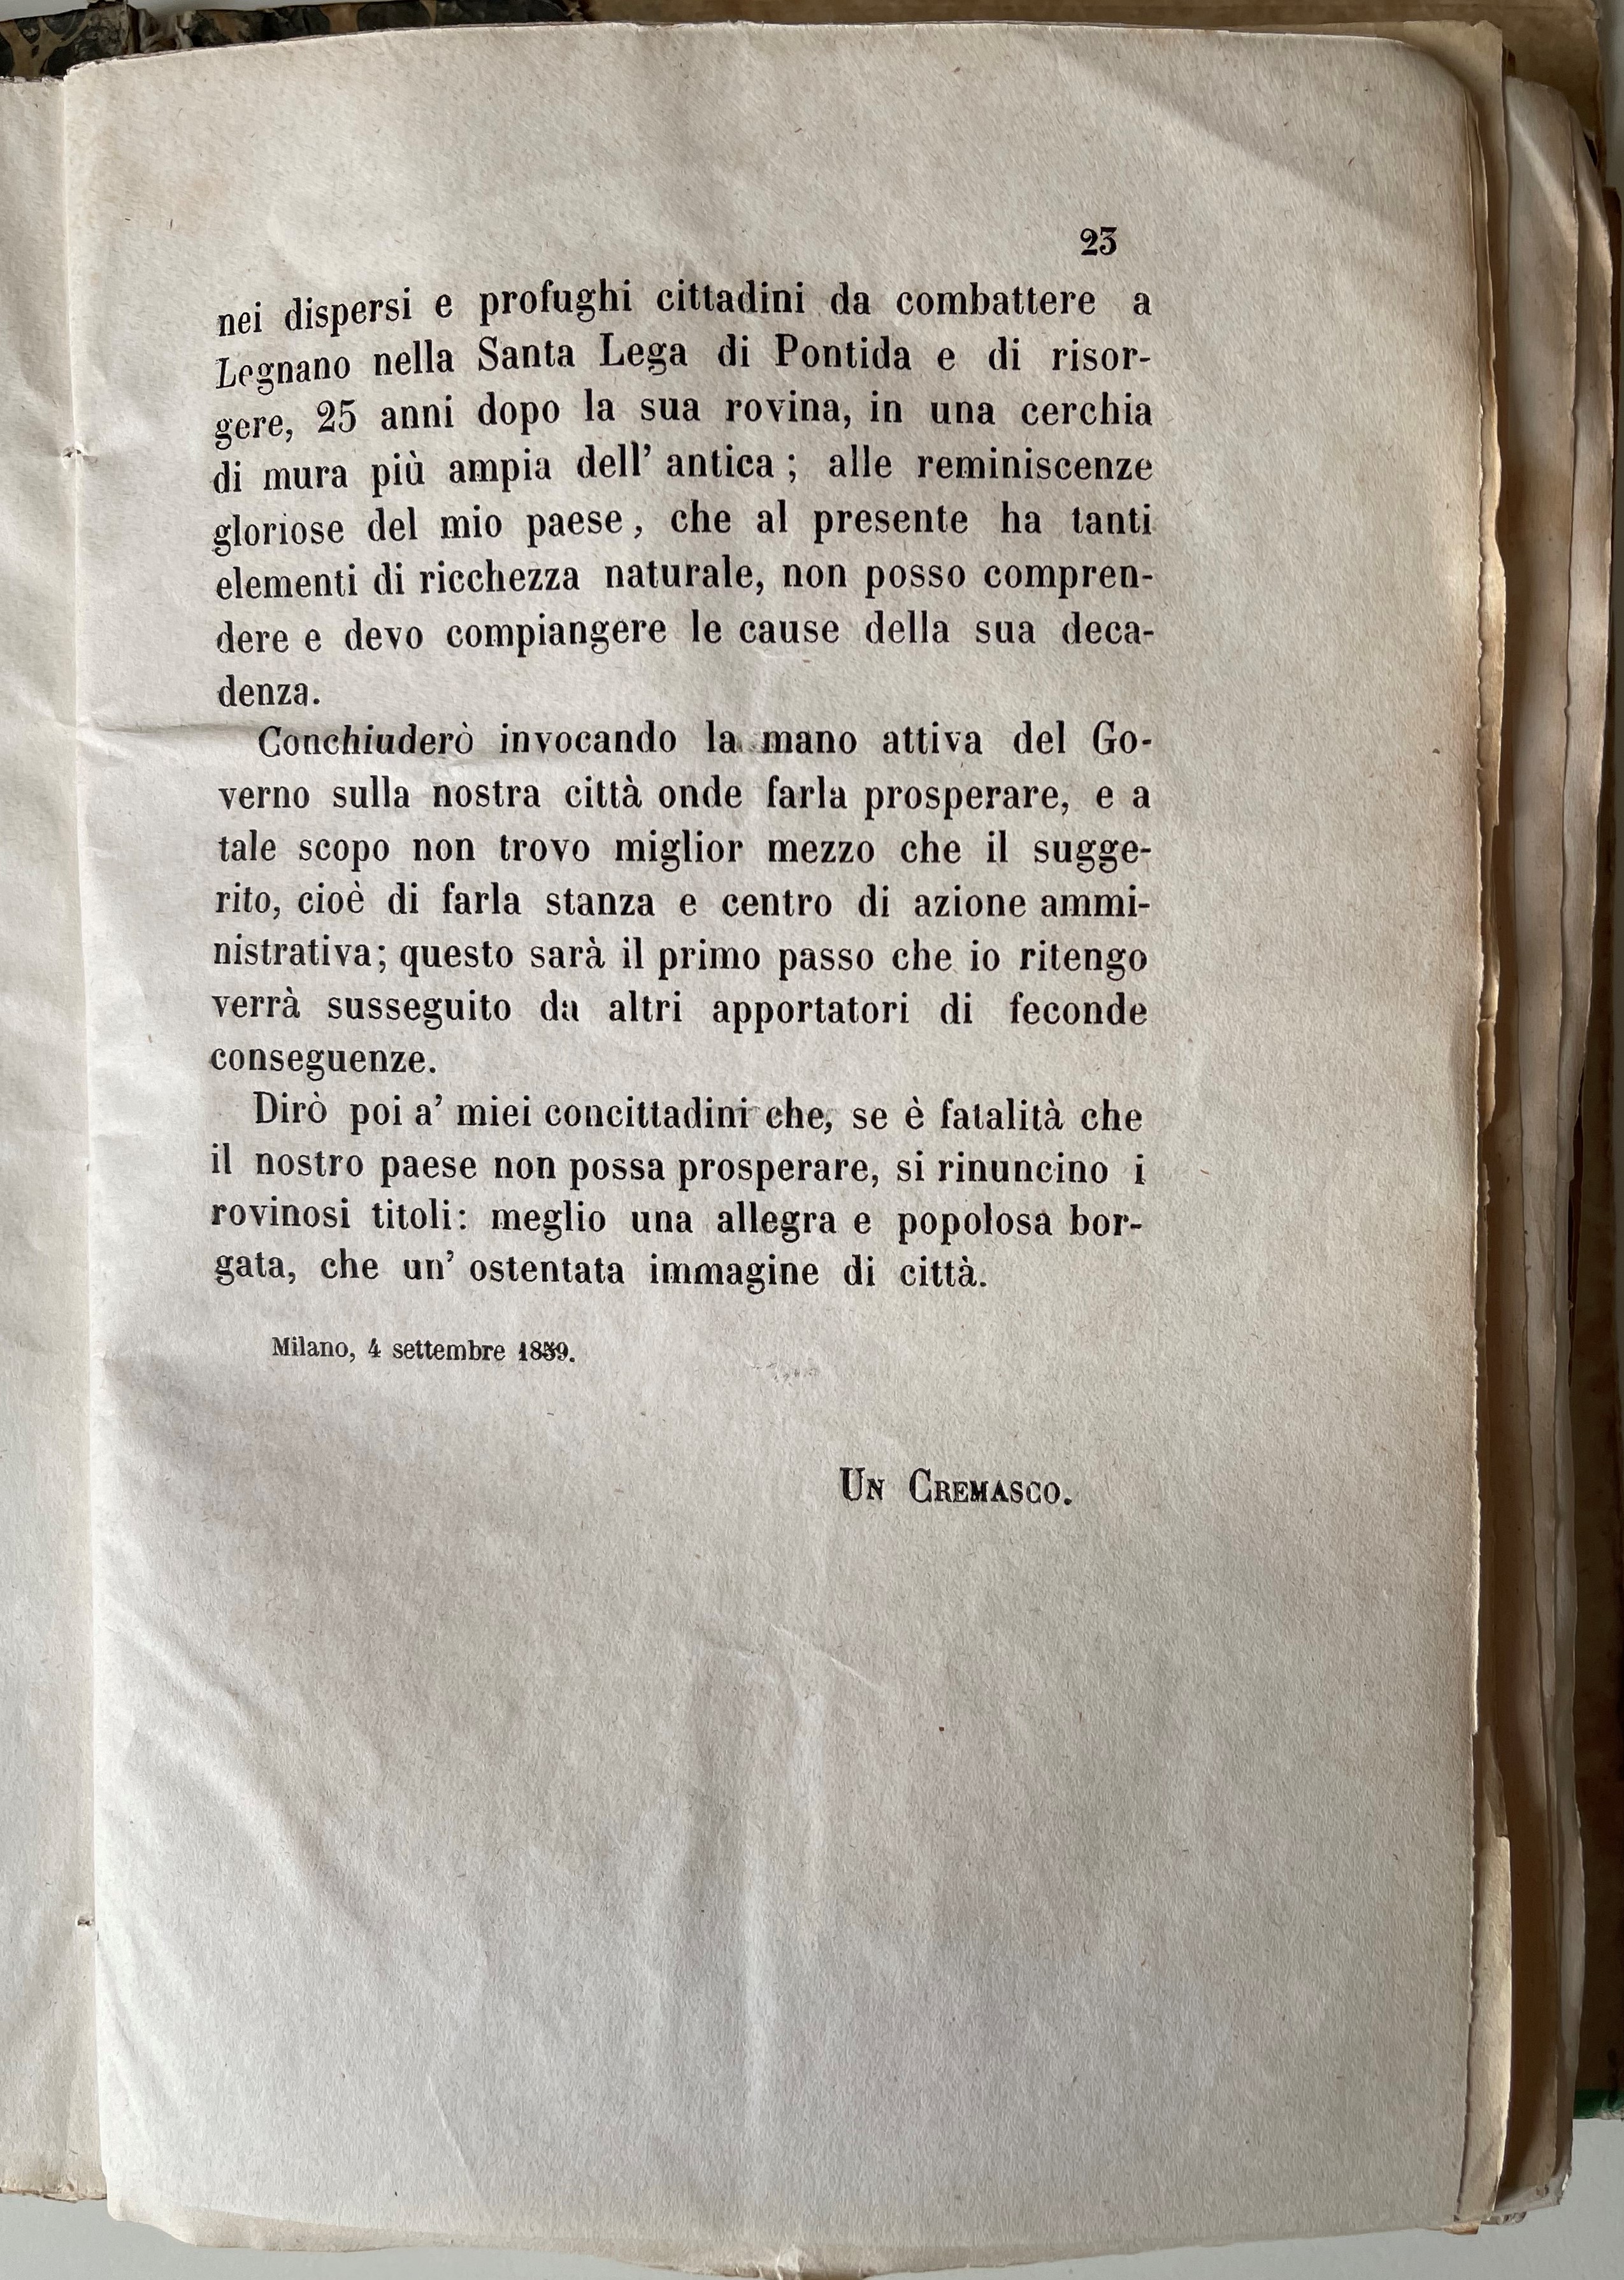 23
nei dispersi e profughi cittadini da combattere a
Legnano nella Santa Lega di Pontida e di risor-
gere, 25 anni dopo la sua rovina, in una cerchia
di mura più ampia dell' antica ; alle reminiscenze
gloriose del mio paese, che al presente ha tanti
elementi di ricchezza naturale, non posso compren-
dere e devo compiangere le cause della sua deca-
denza.
Conchiuderò invocando la mano attiva del Go-
verno sulla nostra città onde farla prosperare, e a
tale scopo non trovo miglior mezzo che il sugge-
rito, cioè di farla stanza e centro di azione ammi-
nistrativa; questo sarà il primo passo che io ritengo
verrà susseguito da altri apportatori di feconde
conseguenze.
Dirò poi a' miei concittadini che, se è fatalità che
il nostro paese non possa prosperare, si rinuncino i
rovinosi titoli: meglio una allegra e popolosa bor-
gata, che un' ostentata immagine di città.
Milano, 4 settembre 1859.
UN CREMASCO.